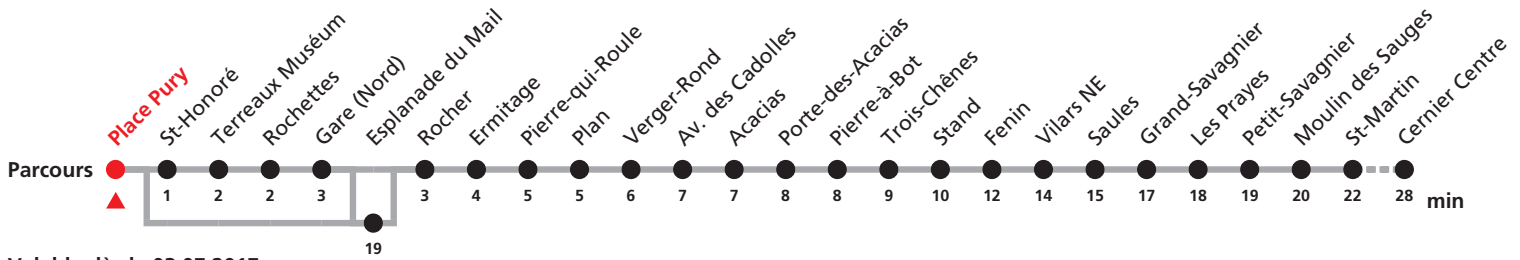 Place Pury
St-Honoré
Terreaux Muséum
Rochettes
Gare (Nord)
Esplanade du Mail
Rocher
Ermitage
Pierre-qui-Roule
Plan
Verger-Rond
Av. des Cadolles
Acacias
Porte-des-Acacias
Pierre-à-Bot
Trois-Chênes
Stand
Fenin
Vilars NE
Saules
Grand-Savagnier
Les Prayes
Petit-Savagnier
Moulin des Sauges
St-Martin
Cernier Centre
Parcours
1 2 2 3 3 4 5 5 6 7 7 8 8 9 10 12 14 15 17 18 19 20 22 28 min
19